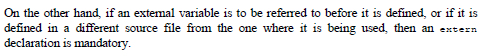 On the other hand, if an external variable is to be referred to before it is defined, or if it is
defined in a different source file from the one where it is being used, then an extern
declaration is mandatory.